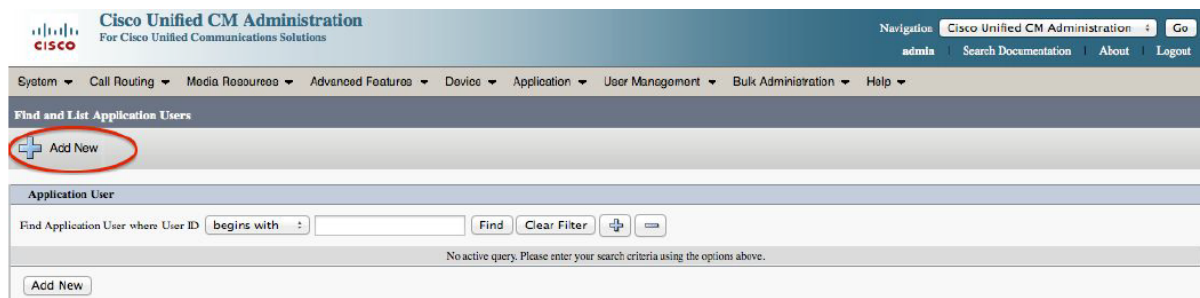 CISCO
Cisco Unified CM Administration
For Cisco Unified Communications Solutions
Navigation Cisco Unified CM Administration Go
admin Search Documentation About Logout
System Call Routing Media Resources Advanced Features Device Application User Management Bulk Administration Help
Find and List Application Users
Add New
Application User
Find Application User where User ID begins with Find Clear Filter
No active query. Please enter your search criteria using the options above.
Add New